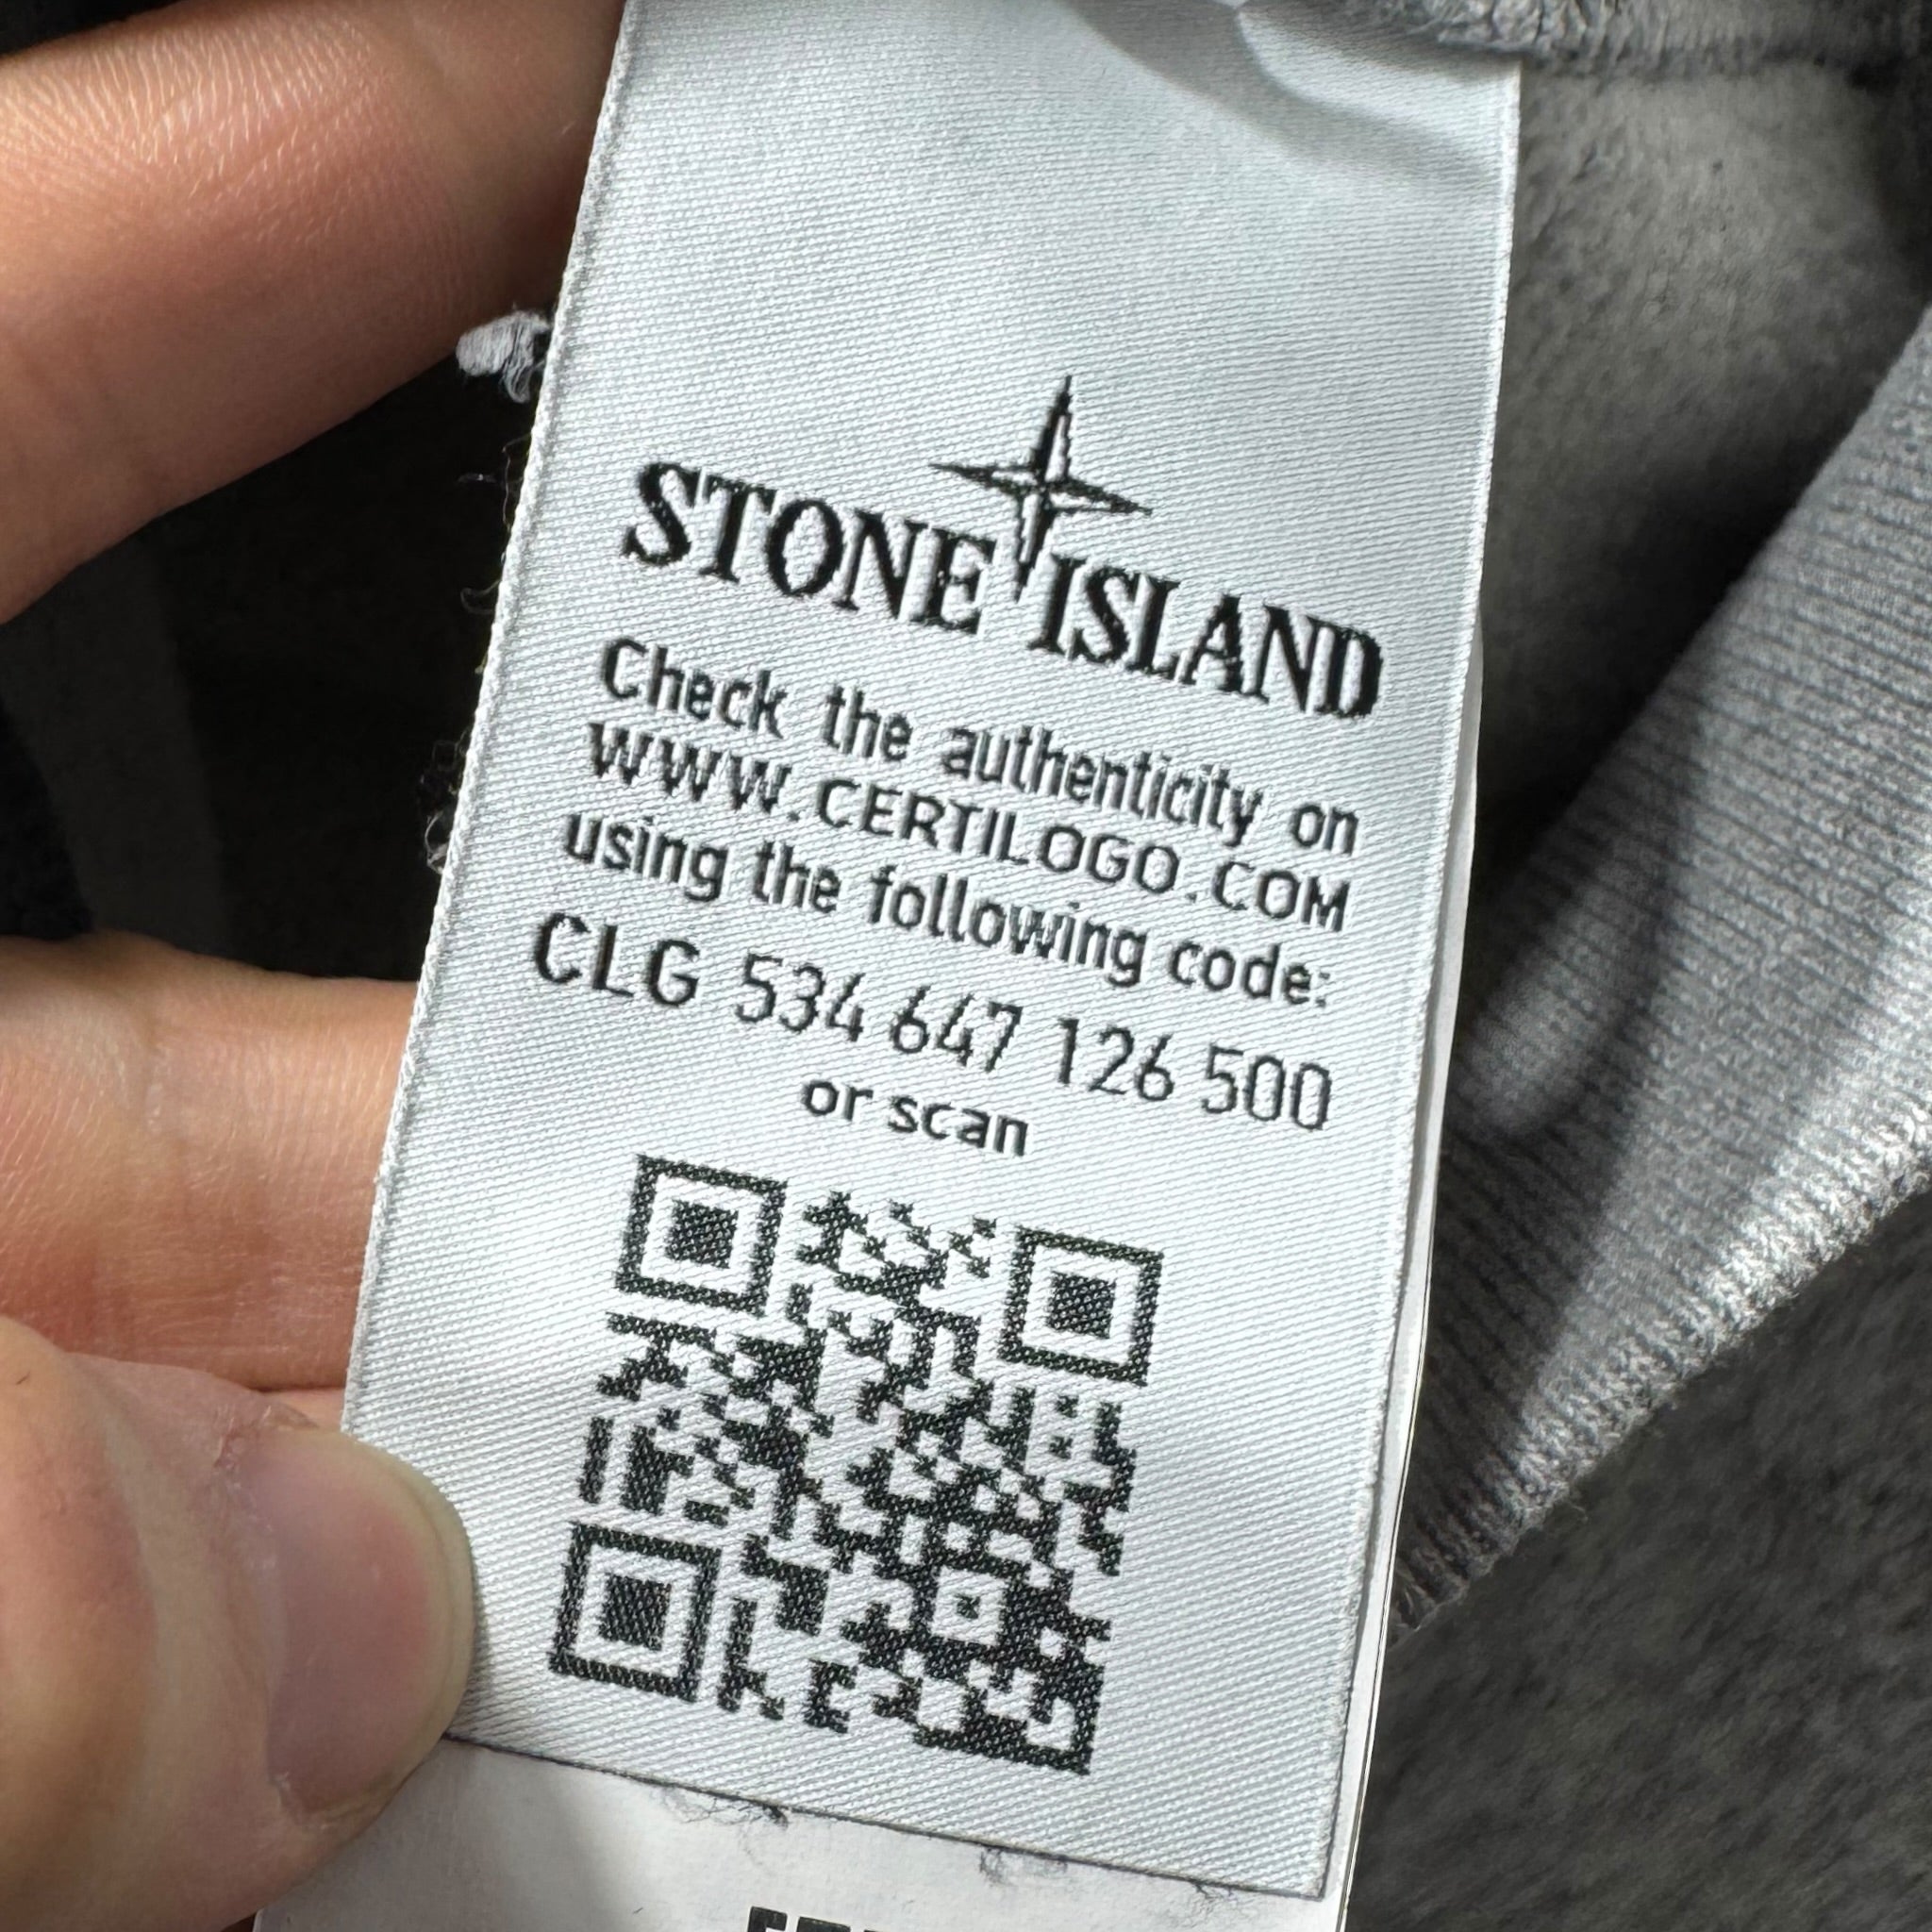 STONE ISLAND
Check the authenticity on
WWW.CERTILOGO.COM
using the following code:
CLG 534 647 126 500
or scan